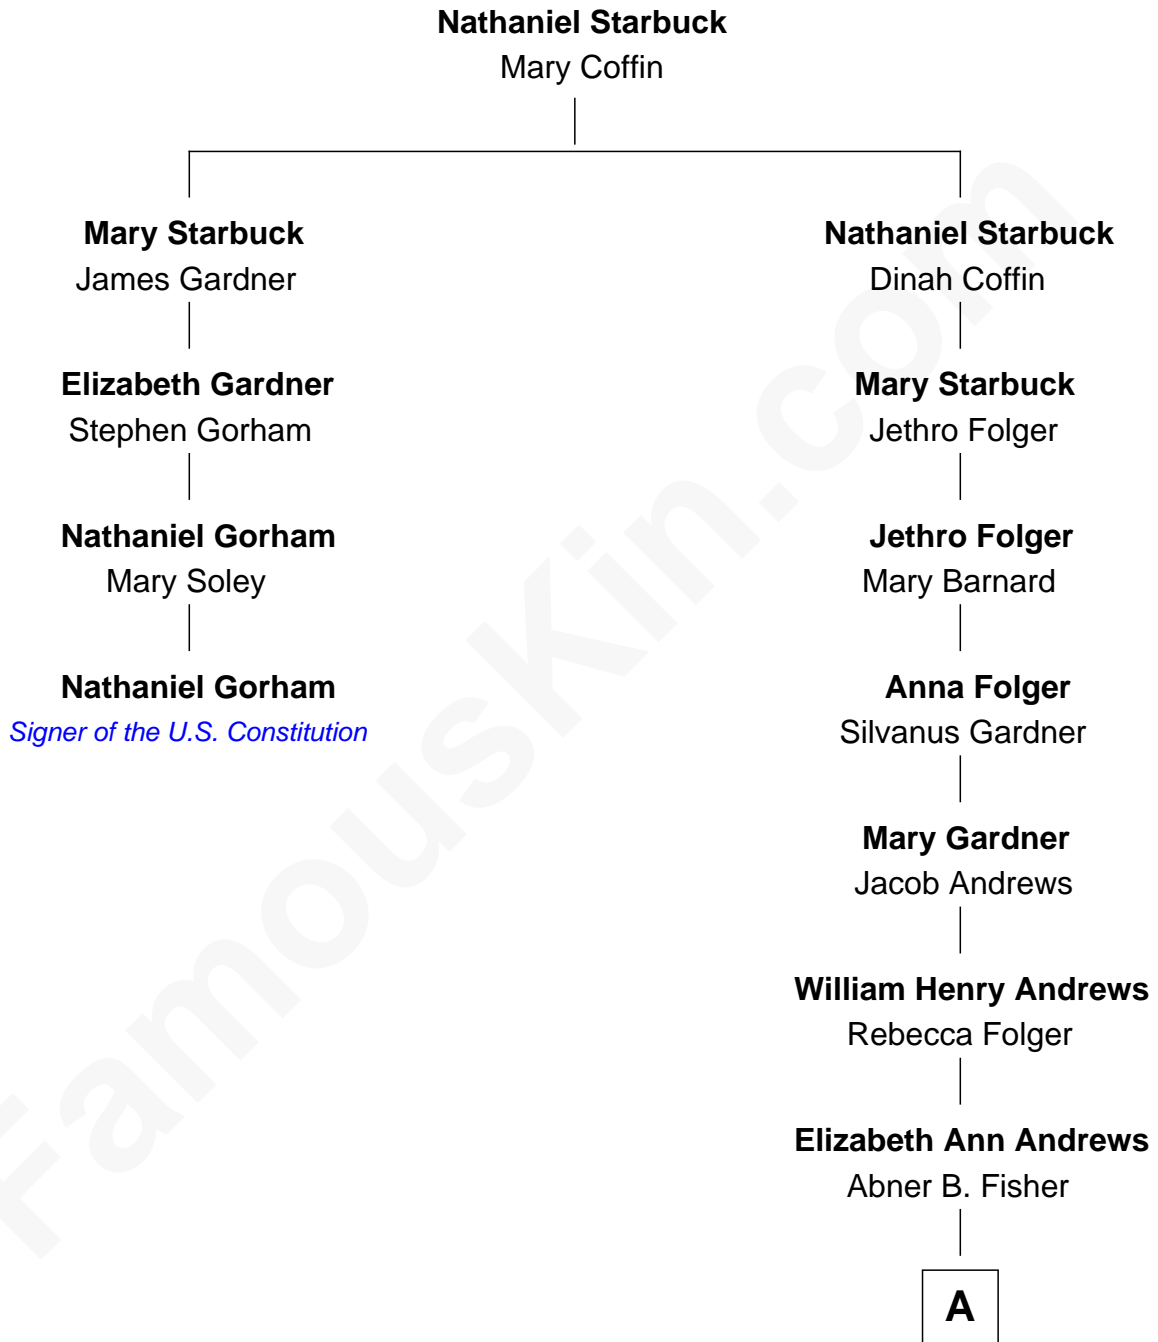 Nathaniel Starbuck
Mary Coffin
Mary Starbuck
James Gardner
Elizabeth Gardner
Stephen Gorham
Nathaniel Gorham
Mary Soley
Nathaniel Gorham
Signer of the U.S. Constitution
Nathaniel Starbuck
Dinah Coffin
Mary Starbuck
Jethro Folger
Jethro Folger
Mary Barnard
Anna Folger
Silvanus Gardner
Mary Gardner
Jacob Andrews
William Henry Andrews
Rebecca Folger
Elizabeth Ann Andrews
Abner B. Fisher
A
FamousKin.com